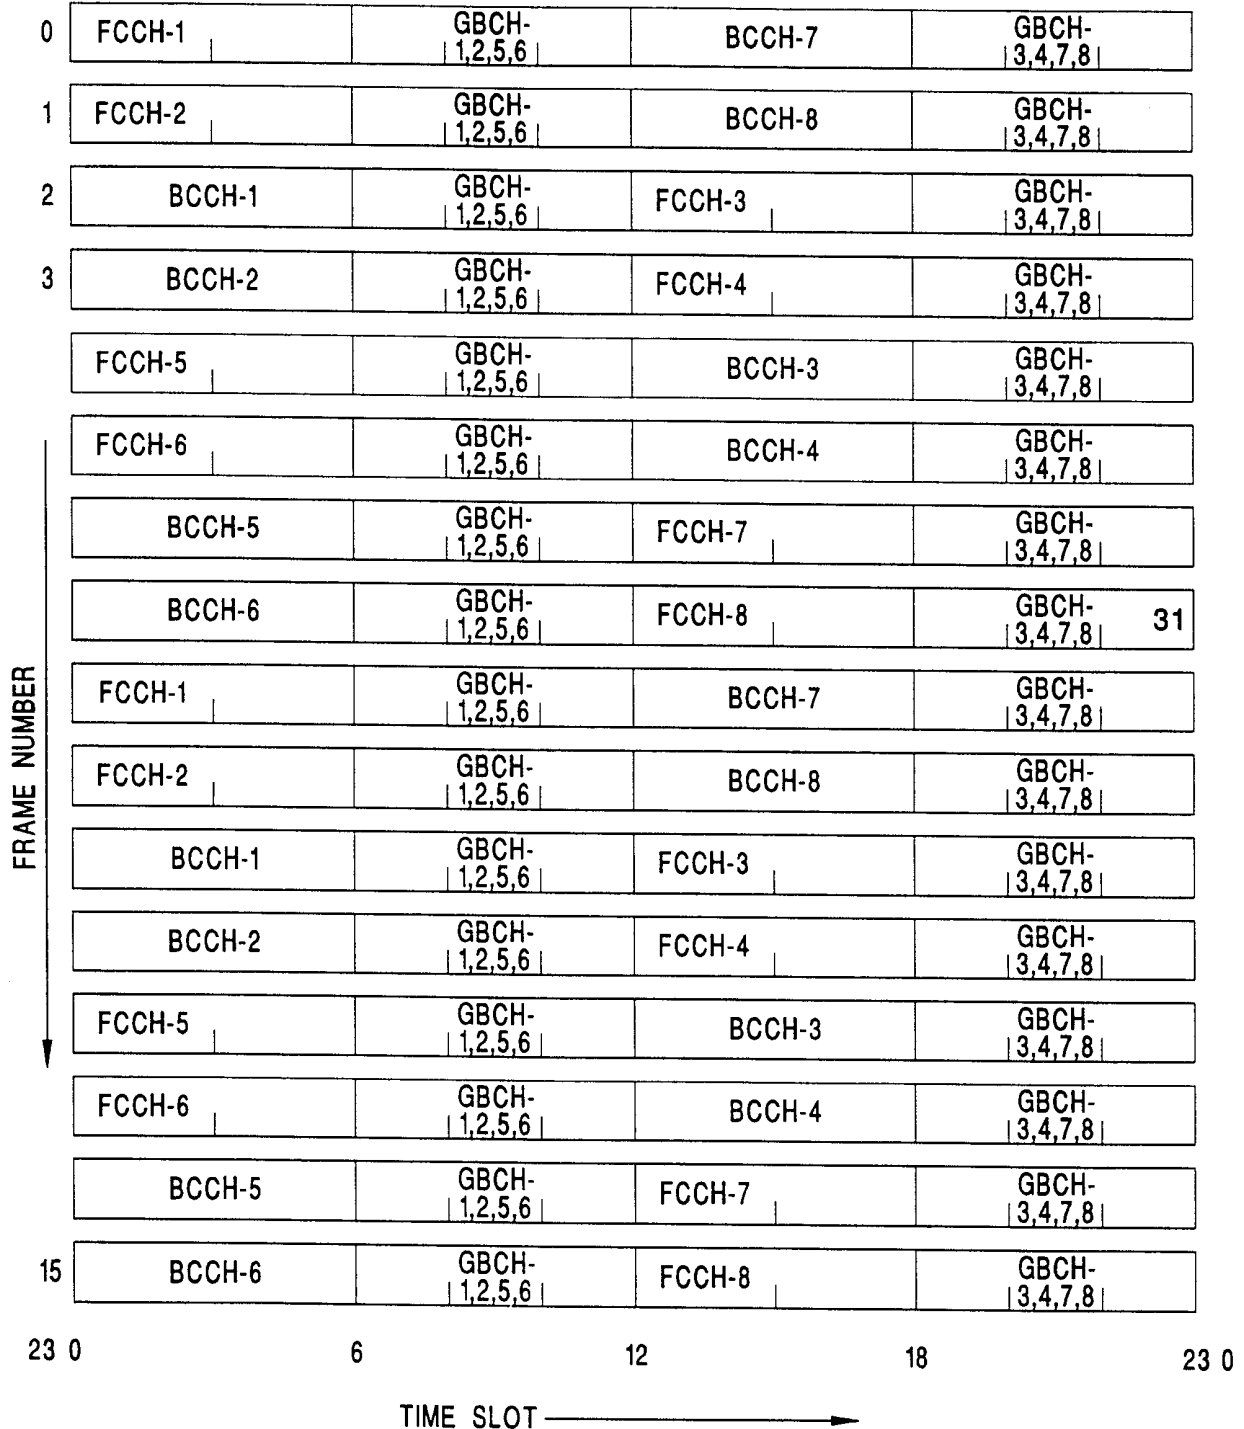 0 FCCH-1 GBCH- 1,2,5,6 BCCH-7 GBCH- 3,4,7,8
1 FCCH-2 GBCH- 1,2,5,6 BCCH-8 GBCH- 3,4,7,8
2 BCCH-1 GBCH- 1,2,5,6 FCCH-3 GBCH- 3,4,7,8
3 BCCH-2 GBCH- 1,2,5,6 FCCH-4 GBCH- 3,4,7,8
FCCH-5 GBCH- 1,2,5,6 BCCH-3 GBCH- 3,4,7,8
FCCH-6 GBCH- 1,2,5,6 BCCH-4 GBCH- 3,4,7,8
BCCH-5 GBCH- 1,2,5,6 FCCH-7 GBCH- 3,4,7,8
BCCH-6 GBCH- 1,2,5,6 FCCH-8 GBCH- 3,4,7,8 31
FCCH-1 GBCH- 1,2,5,6 BCCH-7 GBCH- 3,4,7,8
FCCH-2 GBCH- 1,2,5,6 BCCH-8 GBCH- 3,4,7,8
BCCH-1 GBCH- 1,2,5,6 FCCH-3 GBCH- 3,4,7,8
BCCH-2 GBCH- 1,2,5,6 FCCH-4 GBCH- 3,4,7,8
FCCH-5 GBCH- 1,2,5,6 BCCH-3 GBCH- 3,4,7,8
FCCH-6 GBCH- 1,2,5,6 BCCH-4 GBCH- 3,4,7,8
BCCH-5 GBCH- 1,2,5,6 FCCH-7 GBCH- 3,4,7,8
15 BCCH-6 GBCH- 1,2,5,6 FCCH-8 GBCH- 3,4,7,8
FRAME NUMBER
23 0 6 12 18 23 0
TIME SLOT